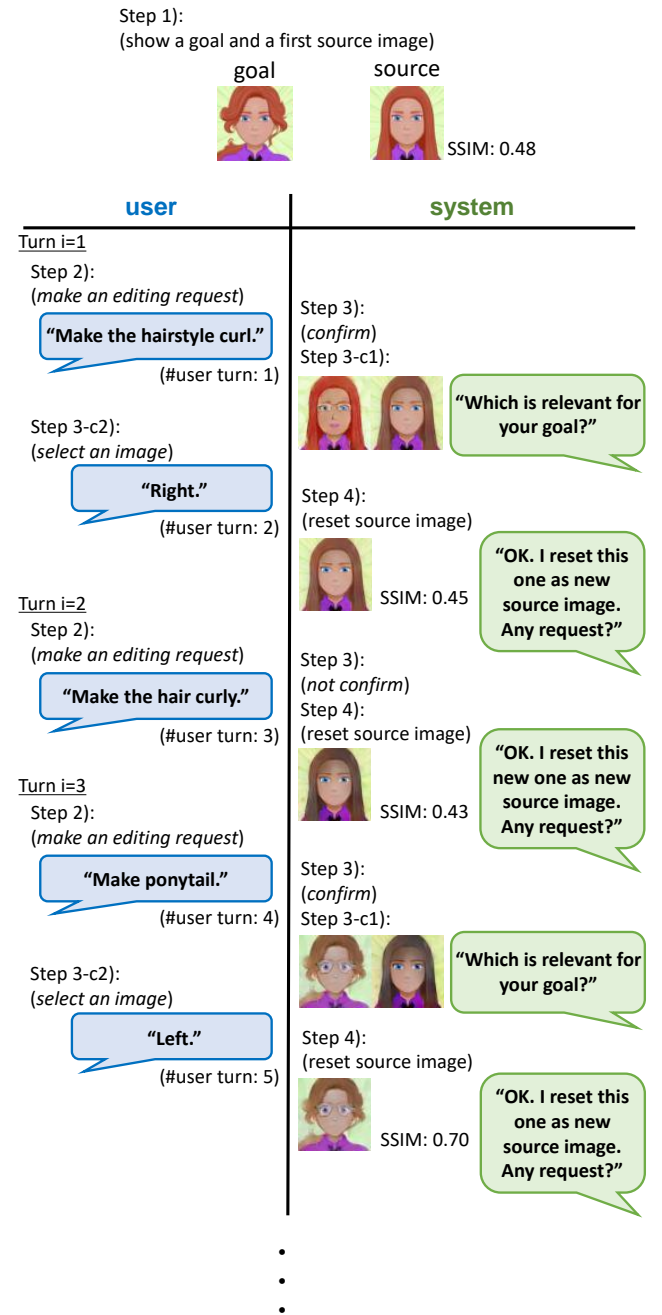 Step 1):
(show a goal and a first source image)
goal
source
SSIM: 0.48
user
system
Turn i=1
Step 2):
(make an editing request)
“Make the hairstyle curl.”
(#user turn: 1)
Step 3):
(confirm)
Step 3-c1):
“Which is relevant for
your goal?”
Step 3-c2):
(select an image)
“Right.”
(#user turn: 2)
Step 4):
(reset source image)
SSIM: 0.45
“OK. I reset this
one as new
source image.
Any request?”
Turn i=2
Step 2):
(make an editing request)
“Make the hair curly.”
(#user turn: 3)
Step 3):
(not confirm)
Step 4):
(reset source image)
SSIM: 0.43
“OK. I reset this
new one as new
source image.
Any request?”
Turn i=3
Step 2):
(make an editing request)
“Make ponytail.”
(#user turn: 4)
Step 3):
(confirm)
Step 3-c1):
“Which is relevant for
your goal?”
Step 3-c2):
(select an image)
“Left.”
(#user turn: 5)
Step 4):
(reset source image)
SSIM: 0.70
“OK. I reset this
one as new
source image.
Any request?”